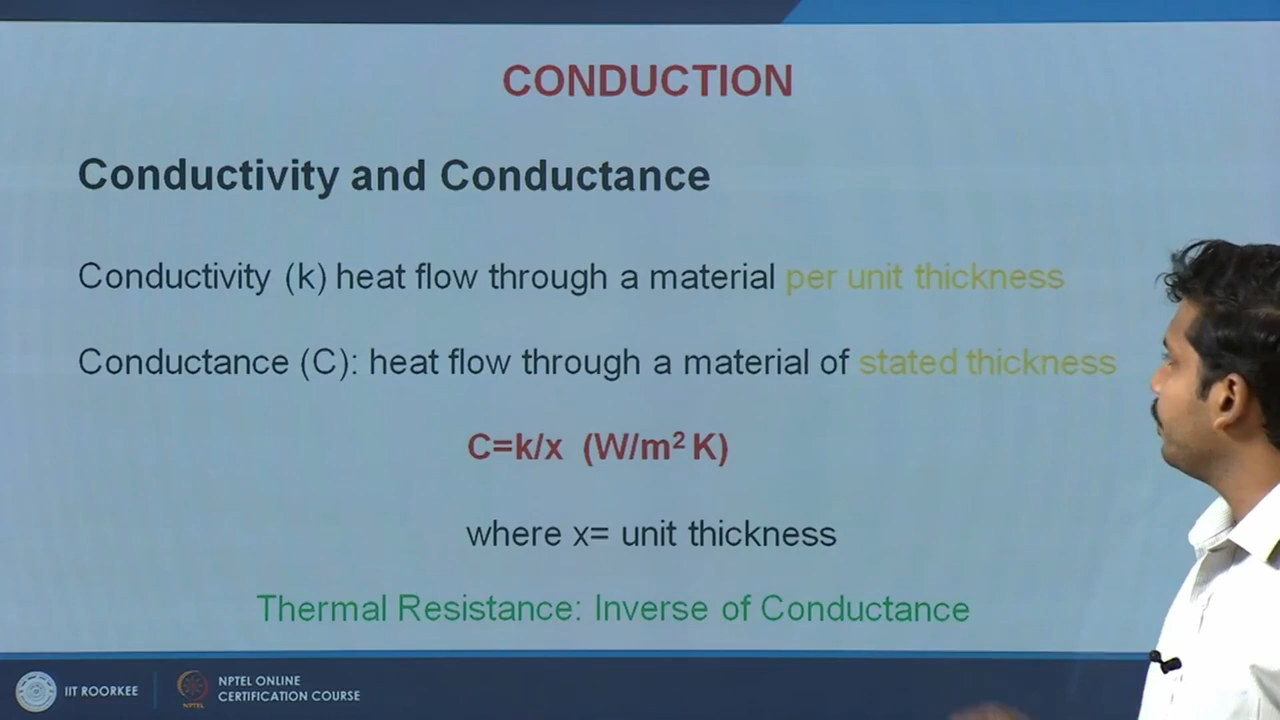 CONDUCTION
Conductivity and Conductance
Conductivity (k) heat flow through a material per unit thickness
Conductance (C): heat flow through a material of stated thickness
C=k/x (W/m² K)
where x= unit thickness
Thermal Resistance: Inverse of Conductance
IIT ROORKEE
NPTEL
NPTEL ONLINE
CERTIFICATION COURSE